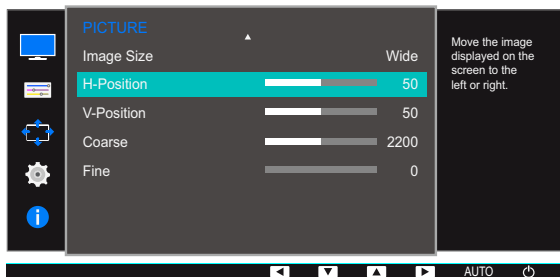 PICTURE
Image Size Wide
H-Position 50
V-Position 50
Coarse 2200
Fine 0
Move the image
displayed on the
screen to the
left or right.
AUTO